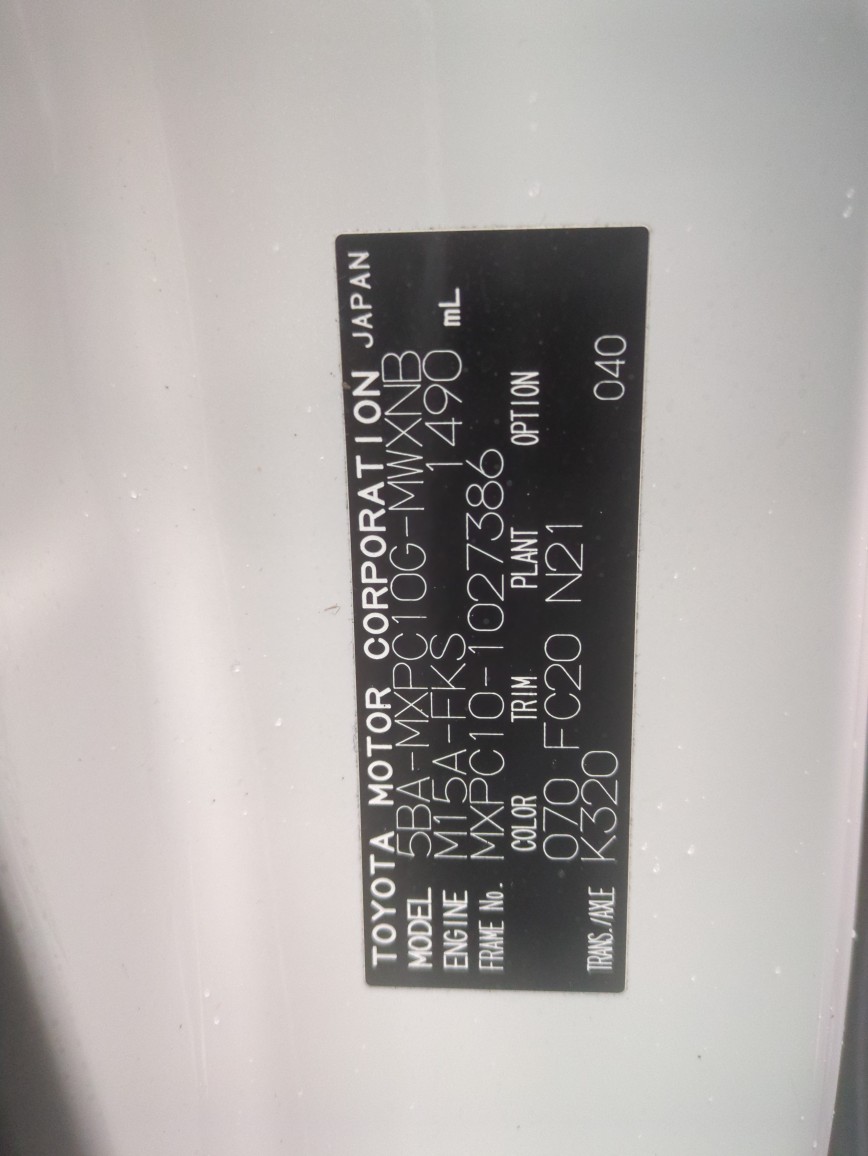 TOYOTA MOTOR CORPORATION JAPAN
MODEL 5BA-MXPC10G-MWXNB
ENGINE M15A-FKS 1490 mL
FRAME No. MXPC10-1027386
COLOR TRIM PLANT OPTION
070 FC20 N21
TRANS./AXLE K320 040